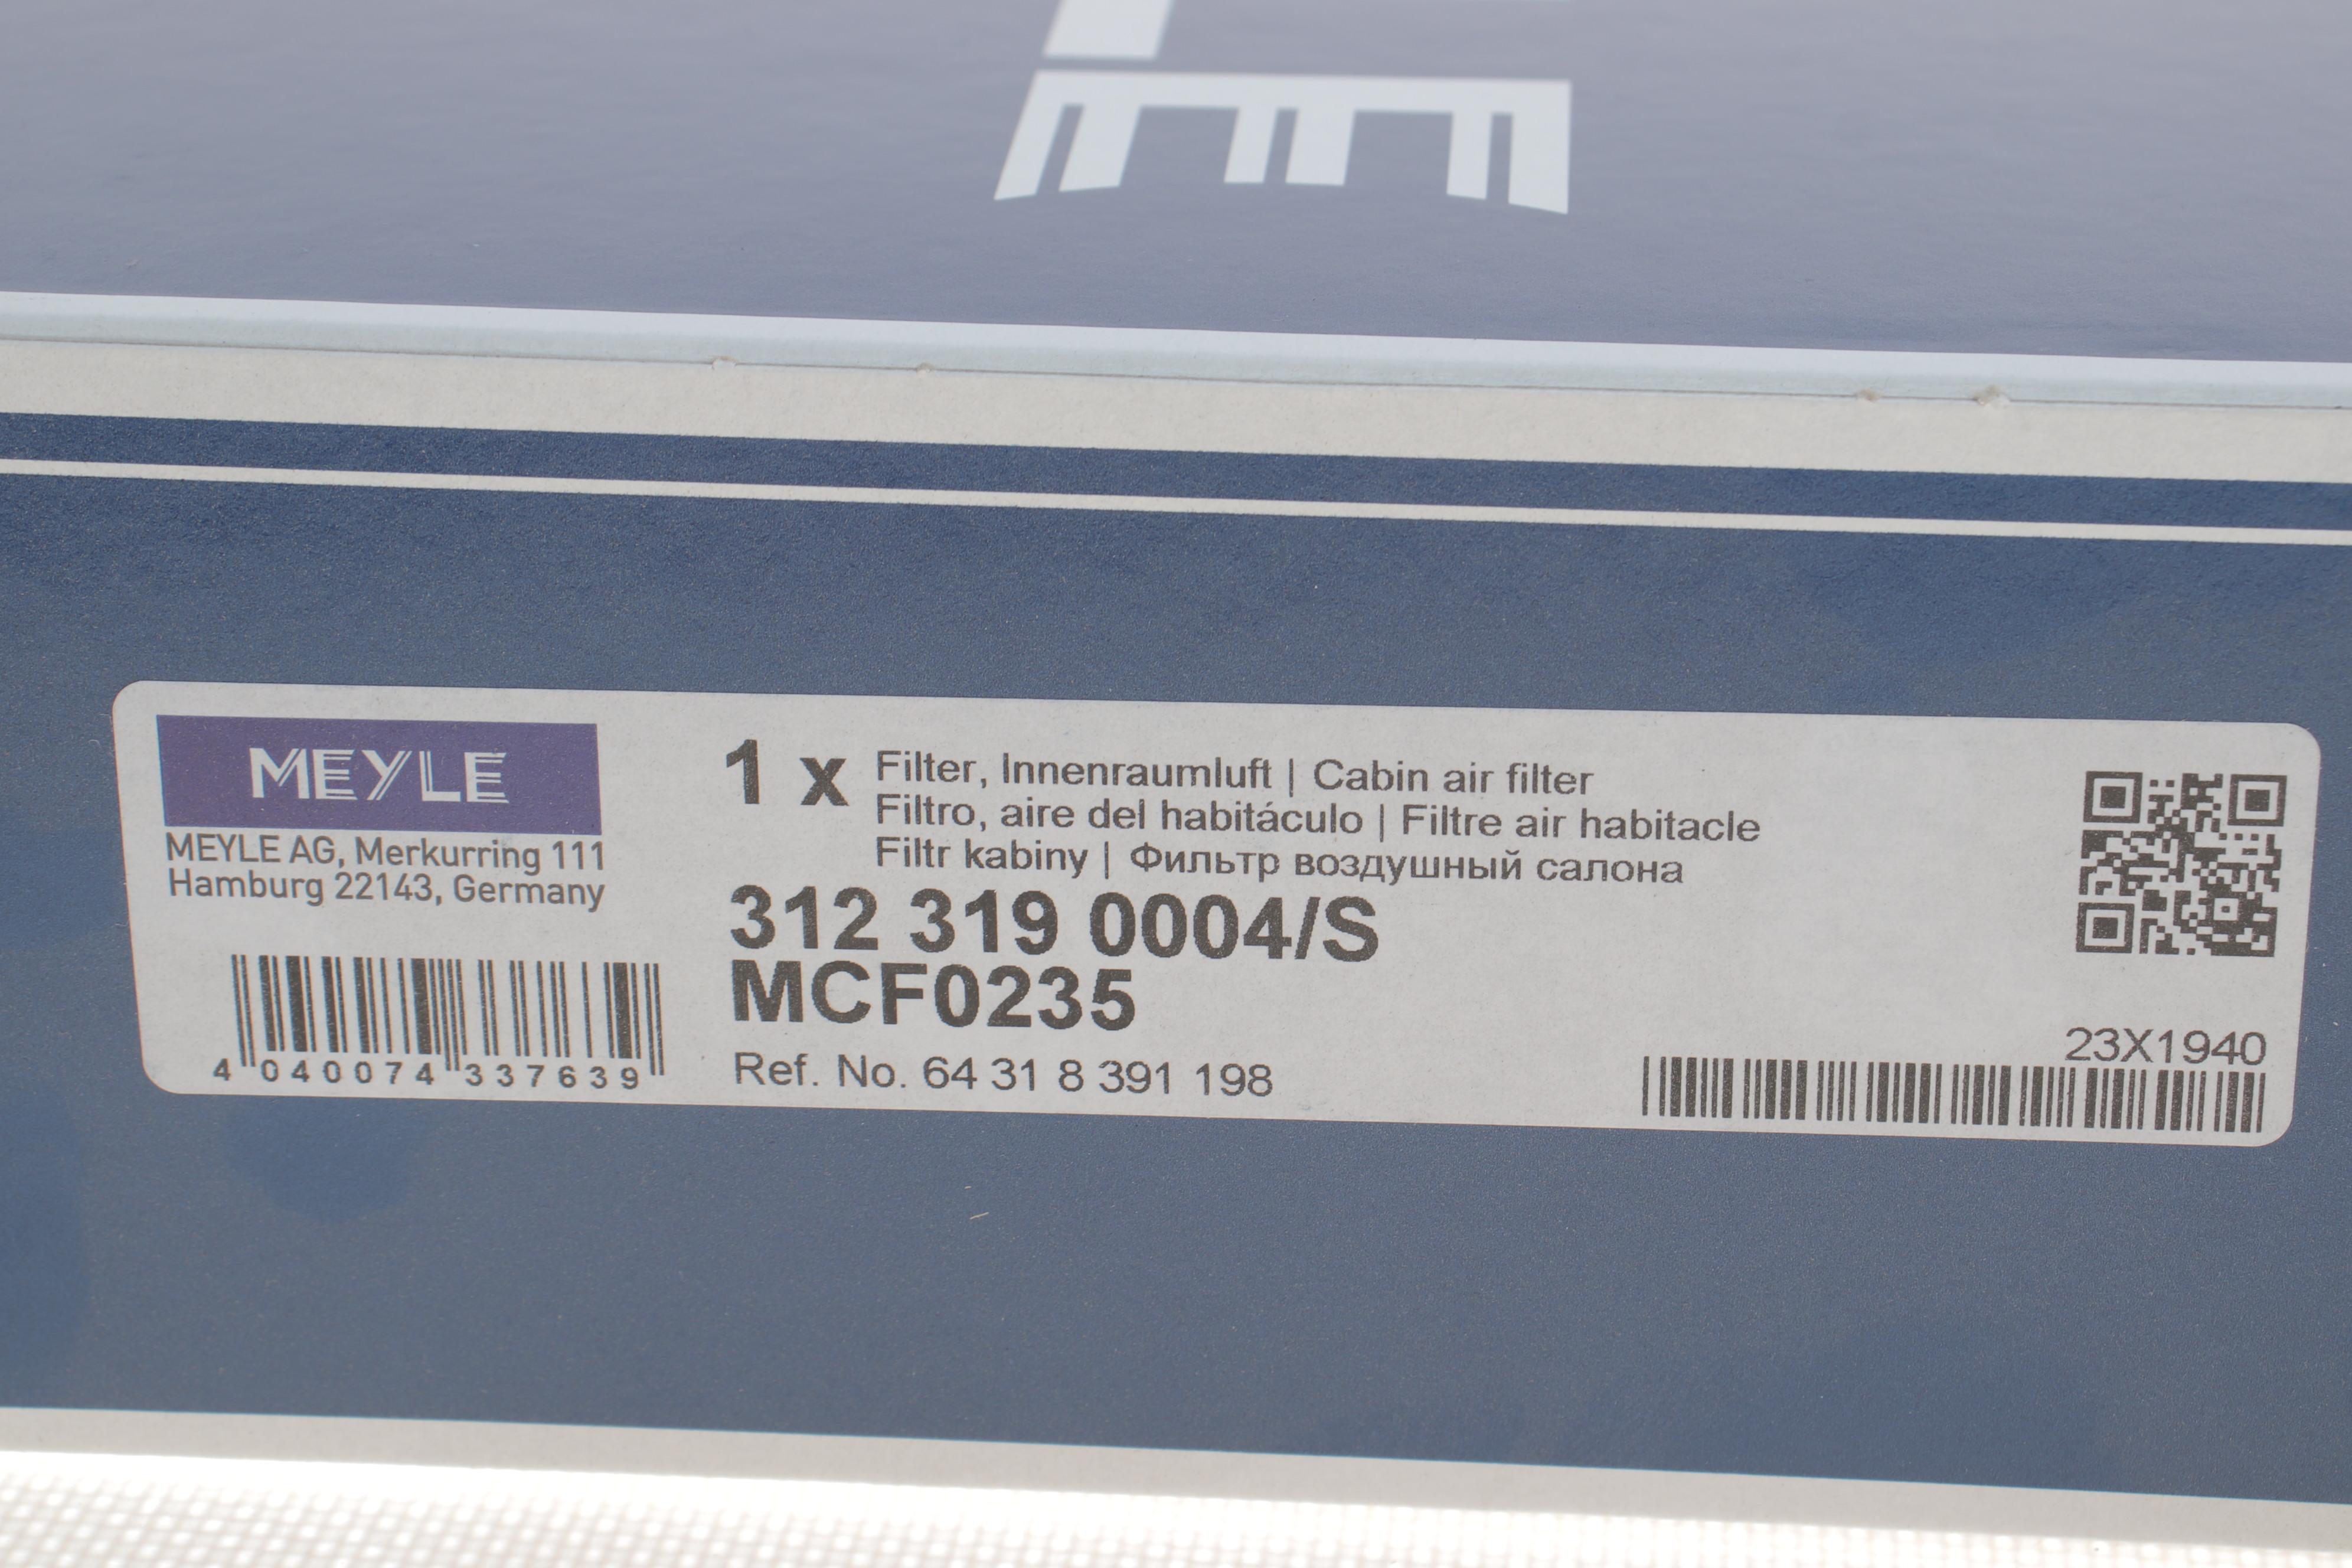 MEYLE
MEYLE AG, Merkurring 111
Hamburg 22143, Germany
4 040074 337639
1 x
Filter, Innenraumluft | Cabin air filter
Filtro, aire del habitáculo | Filtre air habitacle
Filtr kabiny | Фильтр воздушный салона
312 319 0004/S
MCF0235
Ref. No. 64 31 8 391 198
23X1940